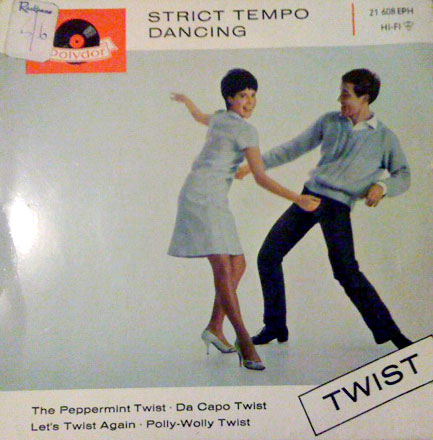 STRICT TEMPO
DANCING
21 608 EPH
HI-FI
polydor
The Peppermint Twist · Da Capo Twist
Let's Twist Again · Polly-Wolly Twist
TWIST